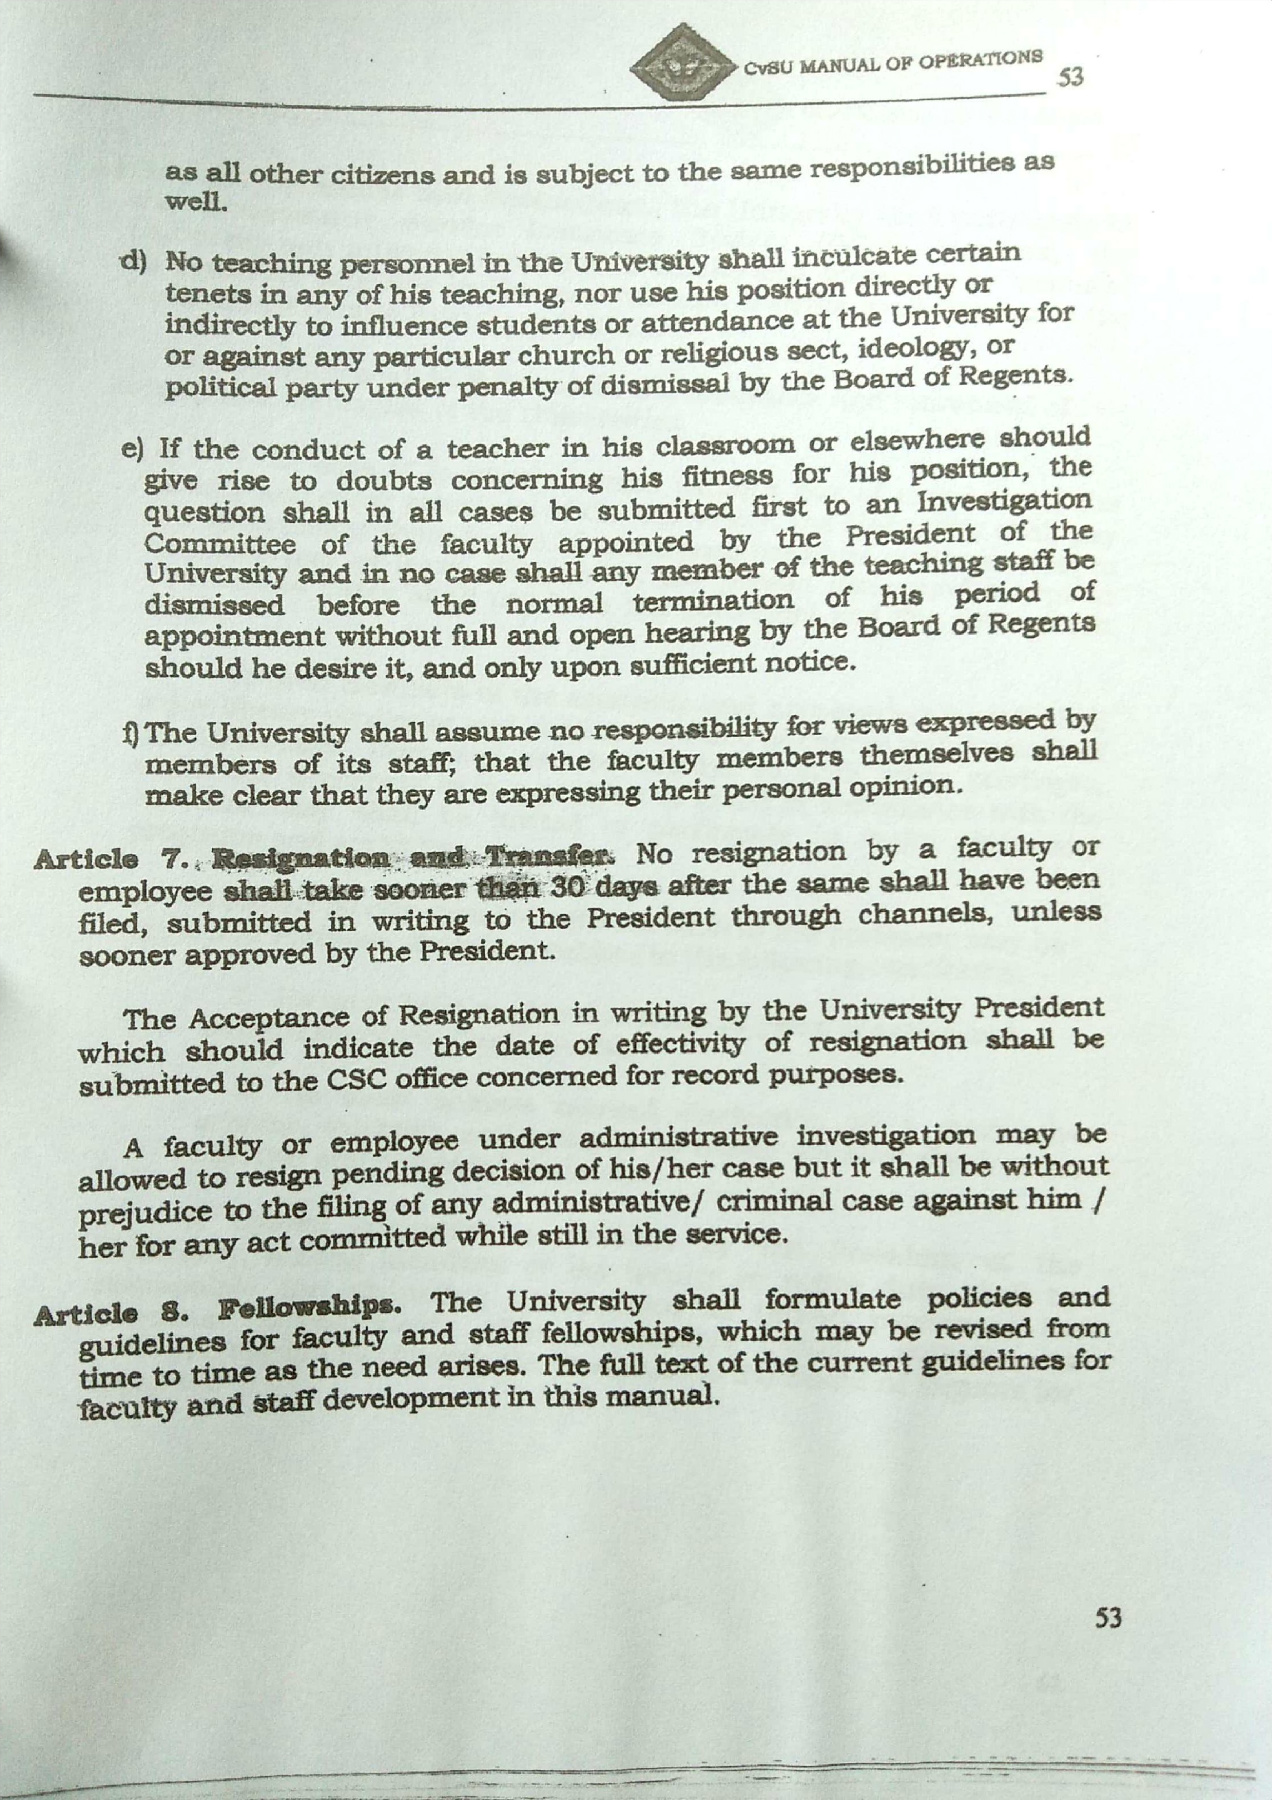 CvSU MANUAL OF OPERATIONS
53
as all other citizens and is subject to the same responsibilities as
well.
d) No teaching personnel in the University shall inculcate certain
tenets in any of his teaching, nor use his position directly or
indirectly to influence students or attendance at the University for
or against any particular church or religious sect, ideology, or
political party under penalty of dismissal by the Board of Regents.
e) If the conduct of a teacher in his classroom or elsewhere should
give rise to doubts concerning his fitness for his position, the
question shall in all cases be submitted first to an Investigation
Committee of the faculty appointed by the President of the
University and in no case shall any member of the teaching staff be
dismissed before the normal termination of his period of
appointment without full and open hearing by the Board of Regents
should he desire it, and only upon sufficient notice.
f) The University shall assume no responsibility for views expressed by
members of its staff; that the faculty members themselves shall
make clear that they are expressing their personal opinion.
Article 7. Resignation and Transfer. No resignation by a faculty or
employee shall take sooner than 30 days after the same shall have been
filed, submitted in writing to the President through channels, unless
sooner approved by the President.
The Acceptance of Resignation in writing by the University President
which should indicate the date of effectivity of resignation shall be
submitted to the CSC office concerned for record purposes.
A faculty or employee under administrative investigation may be
allowed to resign pending decision of his/her case but it shall be without
prejudice to the filing of any administrative/ criminal case against him /
her for any act committed while still in the service.
Article 8. Fellowships. The University shall formulate policies and
guidelines for faculty and staff fellowships, which may be revised from
time to time as the need arises. The full text of the current guidelines for
faculty and staff development in this manual.
53